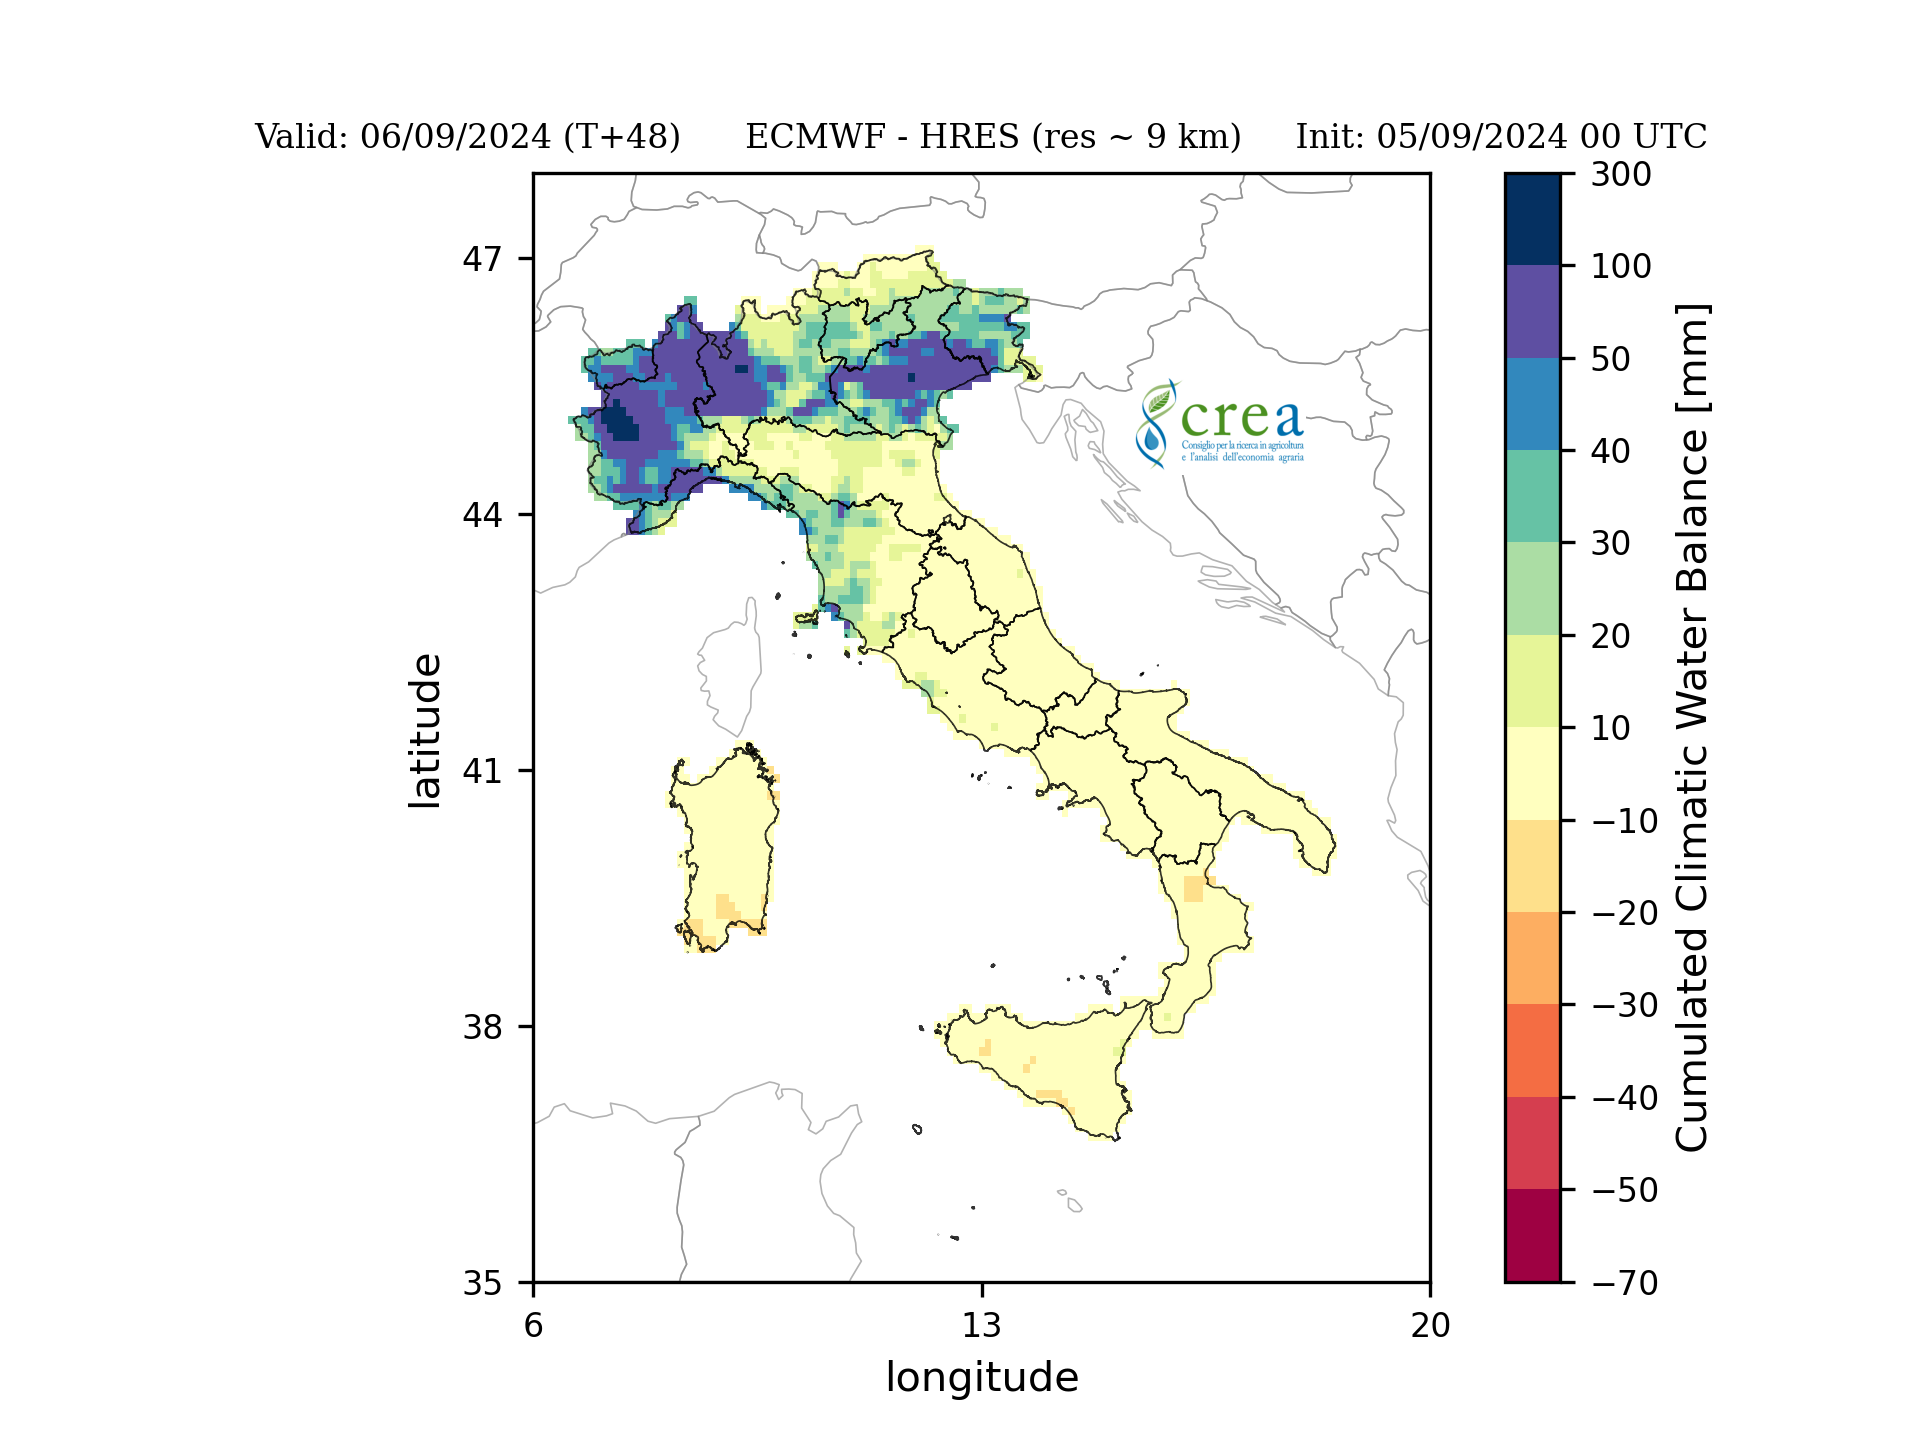 Valid: 06/09/2024 (T+48) ECMWF - HRES (res ~ 9 km) Init: 05/09/2024 00 UTC
47
44
41
38
35
latitude
6 13 20
longitude
crea
Consiglio per la ricerca in agricoltura
e l'analisi dell'economia agraria
300
100
50
40
30
20
10
−10
−20
−30
−40
−50
−70
Cumulated Climatic Water Balance [mm]